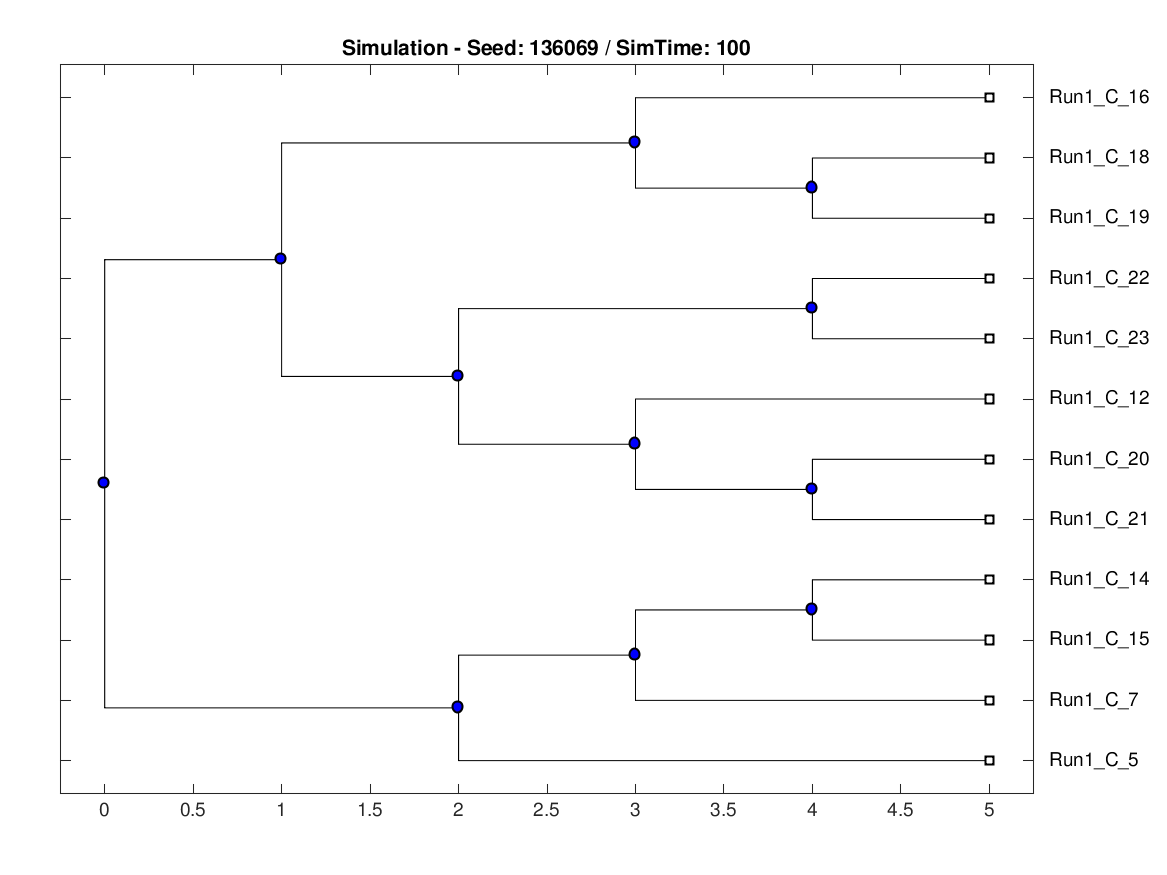 Simulation - Seed: 136069 / SimTime: 100
Run1_C_16
Run1_C_18
Run1_C_19
Run1_C_22
Run1_C_23
Run1_C_12
Run1_C_20
Run1_C_21
Run1_C_14
Run1_C_15
Run1_C_7
Run1_C_5
0 0.5 1 1.5 2 2.5 3 3.5 4 4.5 5